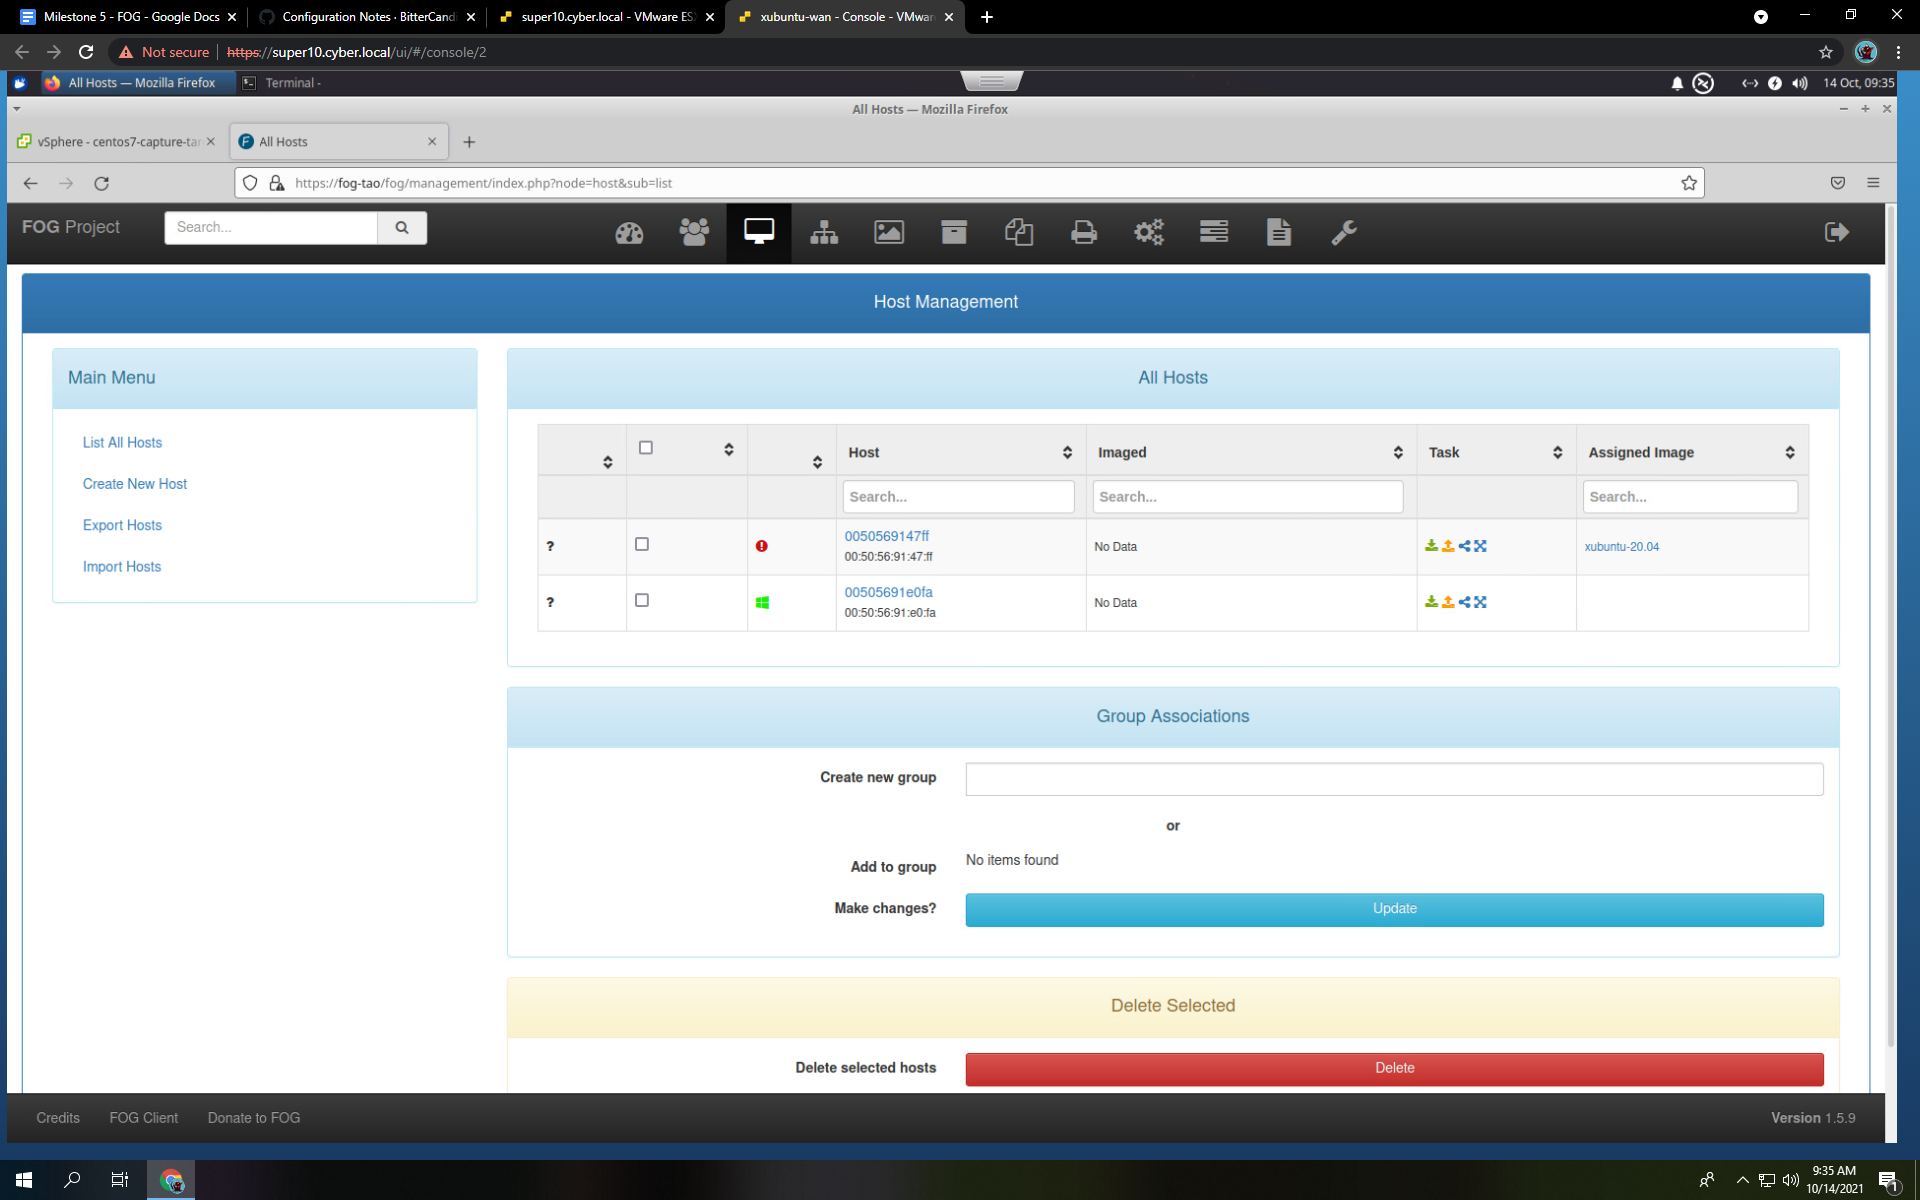 Milestone 5 - FOG - Google Docs
Configuration Notes · BitterCandi
super10.cyber.local - VMware ES
xubuntu-wan - Console - VMwar
Not secure
https://super10.cyber.local/ui/#/console/2
All Hosts — Mozilla Firefox
Terminal -
14 Oct, 09:35
All Hosts — Mozilla Firefox
vSphere - centos7-capture-tar
All Hosts
https://fog-tao/fog/management/index.php?node=host&sub=list
FOG Project
Search...
Host Management
Main Menu
List All Hosts
Create New Host
Export Hosts
Import Hosts
All Hosts
Host
Imaged
Task
Assigned Image
Search...
Search...
Search...
?
0050569147ff
00:50:56:91:47:ff
No Data
xubuntu-20.04
?
00505691e0fa
00:50:56:91:e0:fa
No Data
Group Associations
Create new group
or
Add to group
No items found
Make changes?
Update
Delete Selected
Delete selected hosts
Delete
Credits
FOG Client
Donate to FOG
Version 1.5.9
9:35 AM
10/14/2021
1